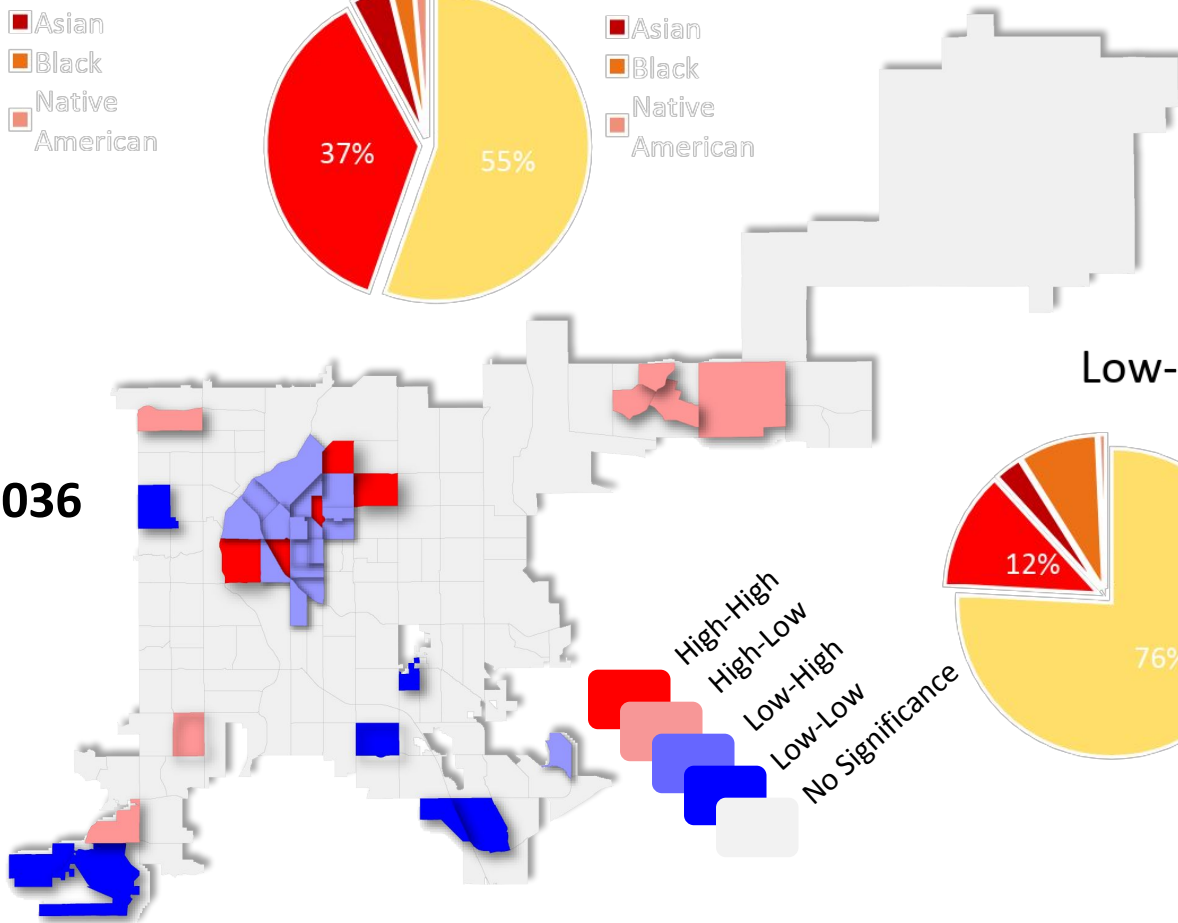 Asian
Black
Native
American
37%
55%
Asian
Black
Native
American
Low-
036
12%
76%
High-High
High-Low
Low-High
Low-Low
No Significance